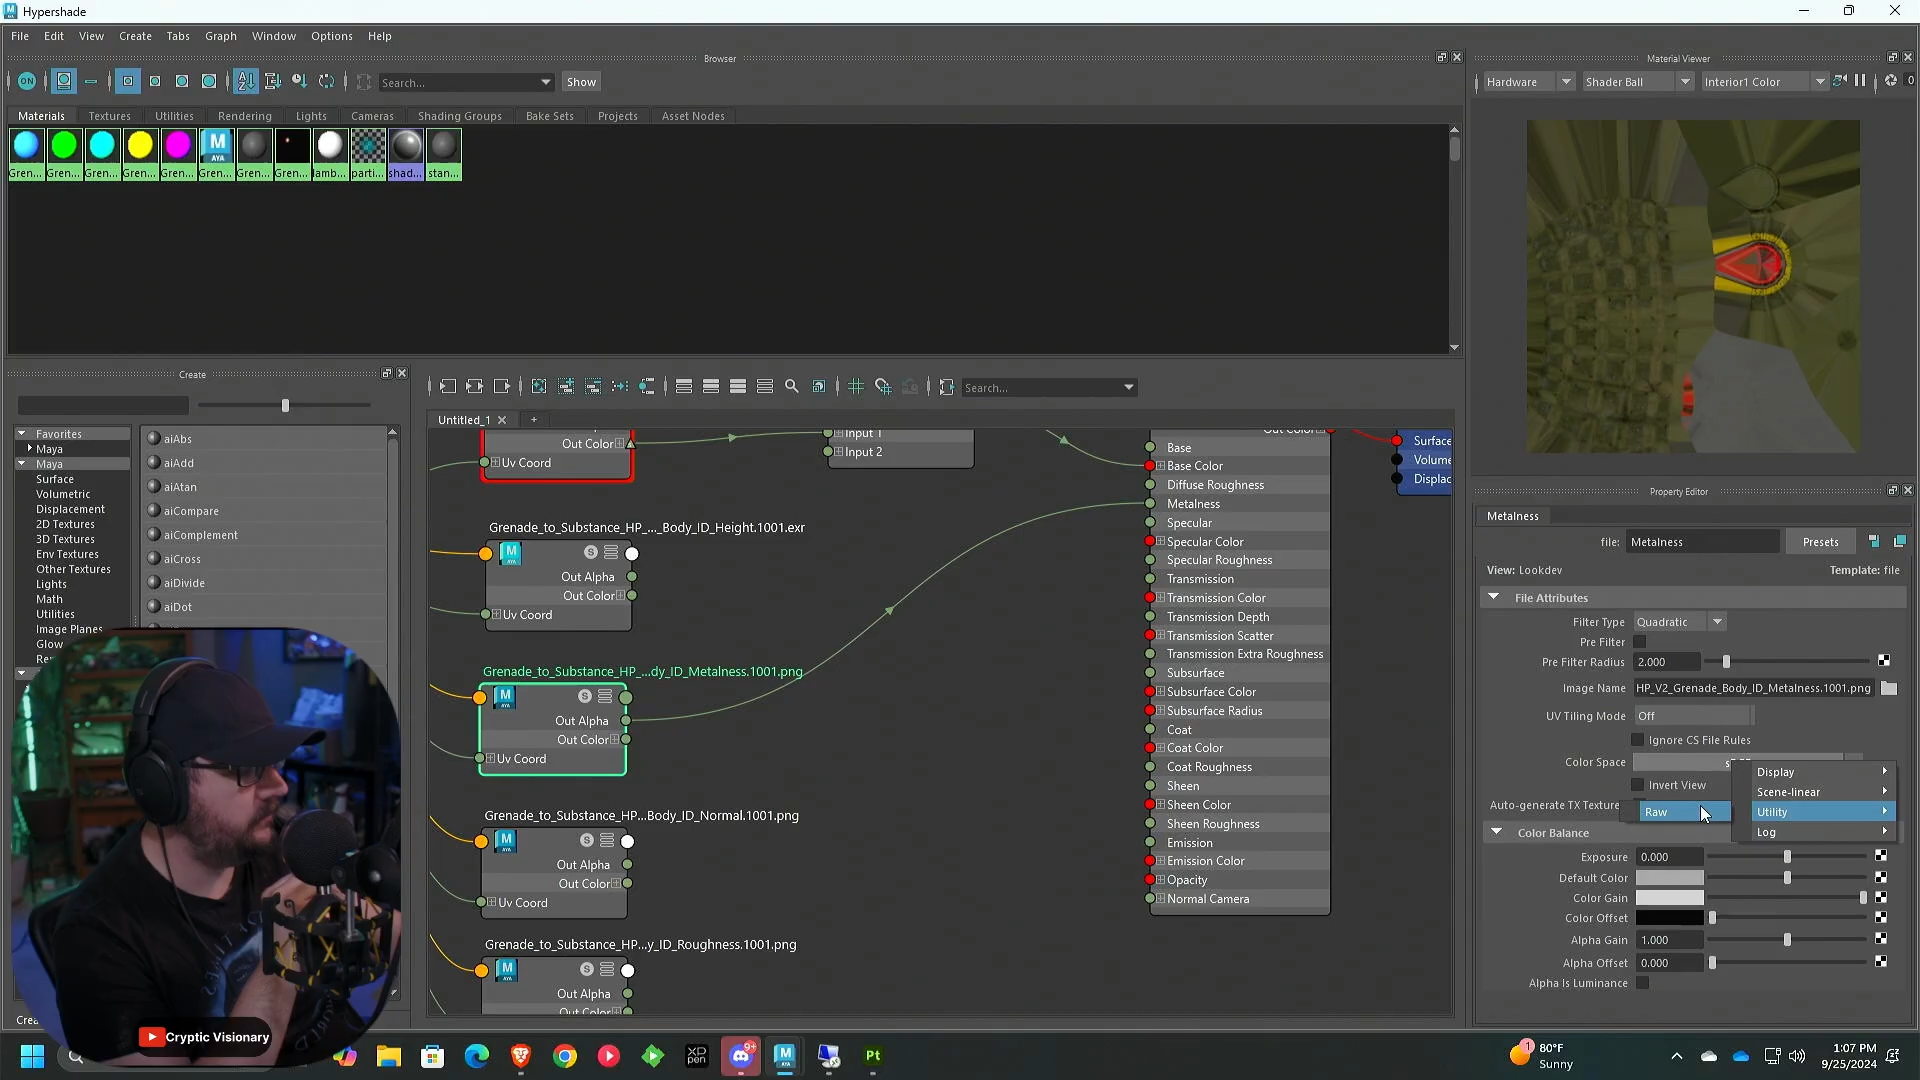 Hypershade
File Edit View Create Tabs Graph Window Options Help
Browser
ON Search... Show
Materials Textures Utilities Rendering Lights Cameras Shading Groups Bake Sets Projects Asset Nodes
Gren... Gren... Gren... Gren... Gren... Gren... Gren... Gren... lamb... parti... shad... stan...
Material Viewer
Hardware Shader Ball Interior1 Color 0
Create
Favorites
Maya
Maya
Surface
Volumetric
Displacement
2D Textures
3D Textures
Env Textures
Other Textures
Lights
Math
Utilities
Image Planes
Glow
aiAbs
aiAdd
aiAtan
aiCompare
aiComplement
aiCross
aiDivide
aiDot
Search...
Untitled_1
Out Color
Uv Coord
Input 1
Input 2
Grenade_to_Substance_HP_..._Body_ID_Height.1001.exr
Out Alpha
Out Color
Uv Coord
Grenade_to_Substance_HP_...dy_ID_Metalness.1001.png
Out Alpha
Out Color
Uv Coord
Grenade_to_Substance_HP...Body_ID_Normal.1001.png
Out Alpha
Out Color
Uv Coord
Grenade_to_Substance_HP...y_ID_Roughness.1001.png
Out Alpha
Out Color
Out Color
Base
Base Color
Diffuse Roughness
Metalness
Specular
Specular Color
Specular Roughness
Transmission
Transmission Color
Transmission Depth
Transmission Scatter
Transmission Extra Roughness
Subsurface
Subsurface Color
Subsurface Radius
Coat
Coat Color
Coat Roughness
Sheen
Sheen Color
Sheen Roughness
Emission
Emission Color
Opacity
Normal Camera
Surface
Volume
Displac
Property Editor
Metalness
file: Metalness Presets
View: Lookdev Template: file
File Attributes
Filter Type Quadratic
Pre Filter
Pre Filter Radius 2.000
Image Name HP_V2_Grenade_Body_ID_Metalness.1001.png
UV Tiling Mode Off
Ignore CS File Rules
Color Space
Invert View
Auto-generate TX Texture
Display
Scene-linear
Utility
Log
Raw
Color Balance
Exposure 0.000
Default Color
Color Gain
Color Offset
Alpha Gain 1.000
Alpha Offset 0.000
Alpha Is Luminance
Crea
Cryptic Visionary
XP PEN
9+
Pt
1
80°F
Sunny
1:07 PM
9/25/2024